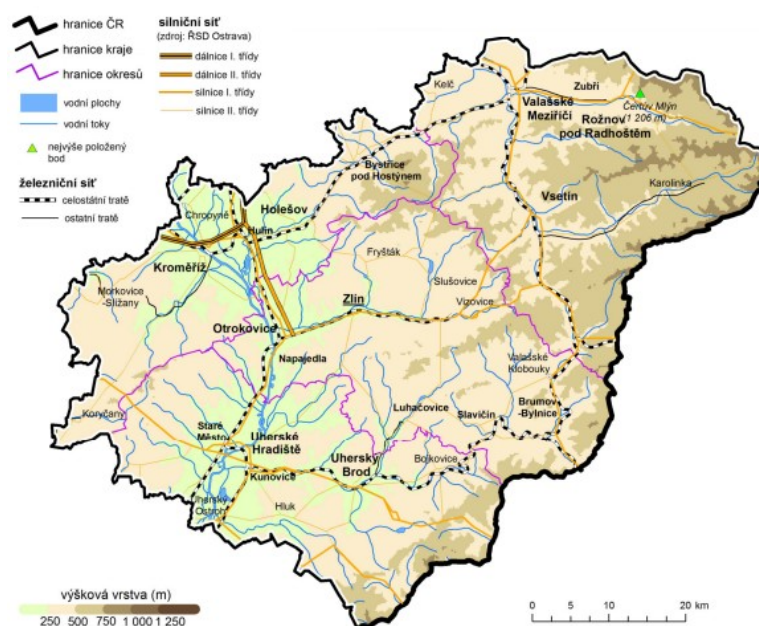 hranice ČR
hranice kraje
hranice okresů
vodní plochy
vodní toky
nejvýše položený
bod
železniční síť
celostátní tratě
ostatní tratě
silniční síť
(zdroj: ŘSD Ostrava)
dálnice I. třídy
dálnice II. třídy
silnice I. třídy
silnice II. třídy
Kelč
Zubří
Valašské
Meziříčí
Čertův Mlýn
(1 206 m)
Rožnov
pod Radhoštěm
Bystřice
pod Hostýnem
Karolinka
Vsetín
Chropyně
Holešov
Hulín
Fryšták
Kroměříž
Slušovice
Morkovice
-Slížany
Zlín
Vizovice
Otrokovice
Napajedla
Valašské
Klobouky
Koryčany
Luhačovice
Slavičín
Brumov
-Bylnice
Staré
Město
Uherské
Hradiště
Uherský
Brod
Bojkovice
Kunovice
Uherský
Ostroh
Hluk
výšková vrstva (m)
250 500 750 1 000 1 250
0 5 10 20 km